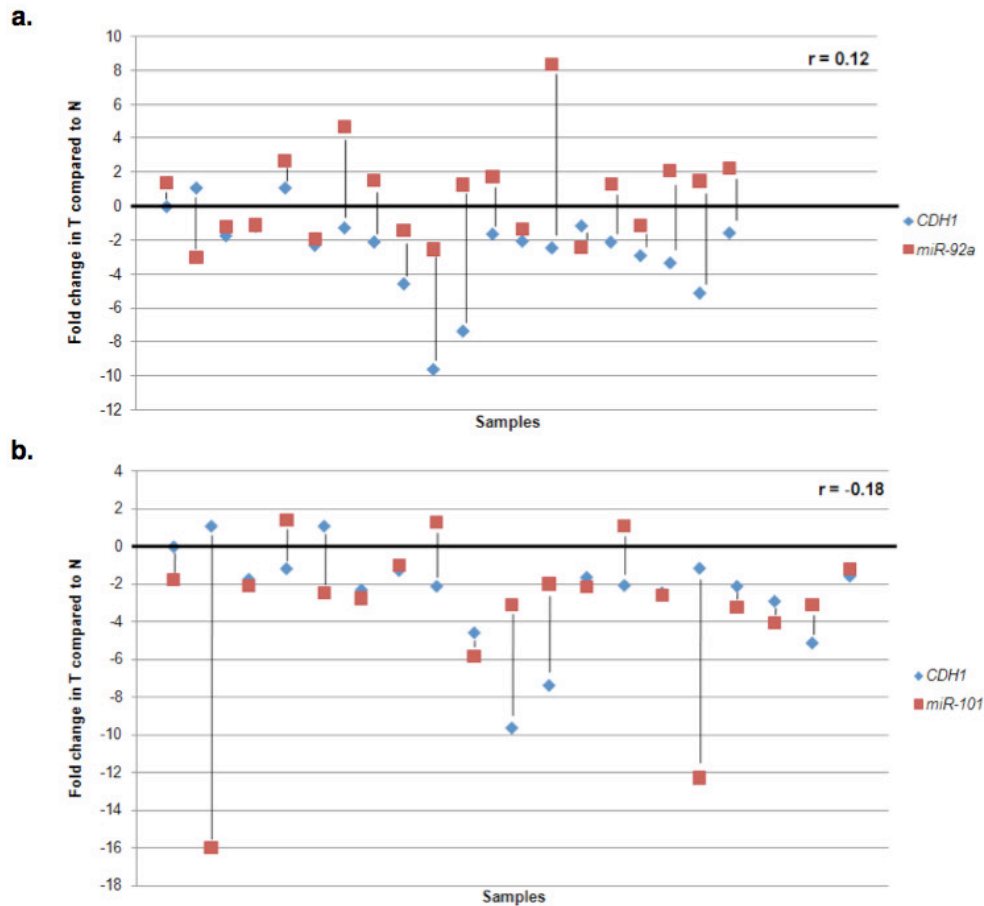 a.
r = 0.12
Fold change in T compared to N
10
8
6
4
2
0
-2
-4
-6
-8
-10
-12
CDH1
miR-92a
Samples
b.
r = -0.18
Fold change in T compared to N
4
2
0
-2
-4
-6
-8
-10
-12
-14
-16
-18
CDH1
miR-101
Samples